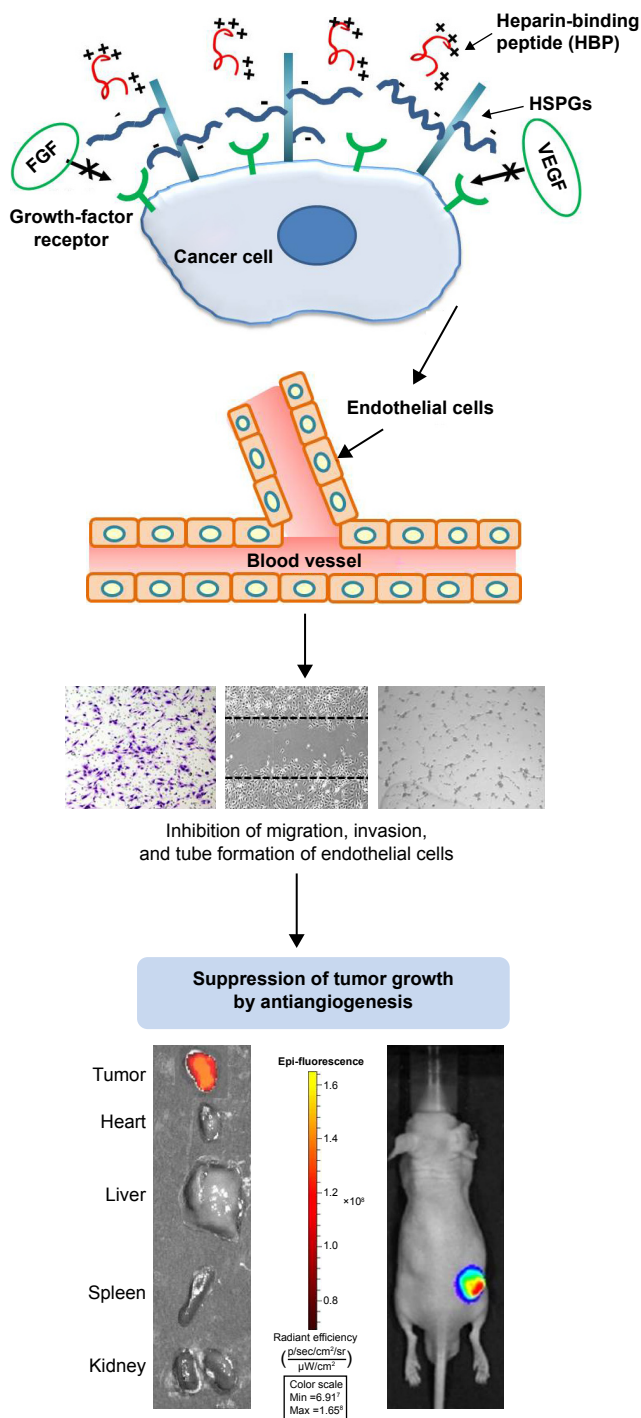 ++++
++
++++
++
++++
++
++++
++
Heparin-binding
peptide (HBP)
HSPGs
FGF
VEGF
Growth-factor
receptor
Cancer cell
Endothelial cells
Blood vessel
Inhibition of migration, invasion,
and tube formation of endothelial cells
Suppression of tumor growth
by antiangiogenesis
Tumor
Heart
Liver
Spleen
Kidney
Epi-fluorescence
1.6
1.4
1.2
×10⁸
1.0
0.8
Radiant efficiency
(p/sec/cm²/sr
µW/cm²)
Color scale
Min =6.91⁷
Max =1.65⁸